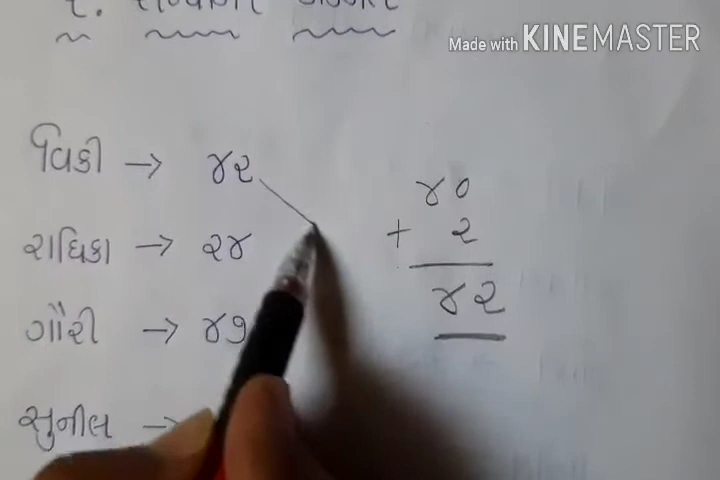 Made with KINEMASTER
વિકી → ૪૨
રાધિકા → ૨૪
ગૌરી → ૪૭
સુનીલ →
૪૦
+ ૨
૪૨